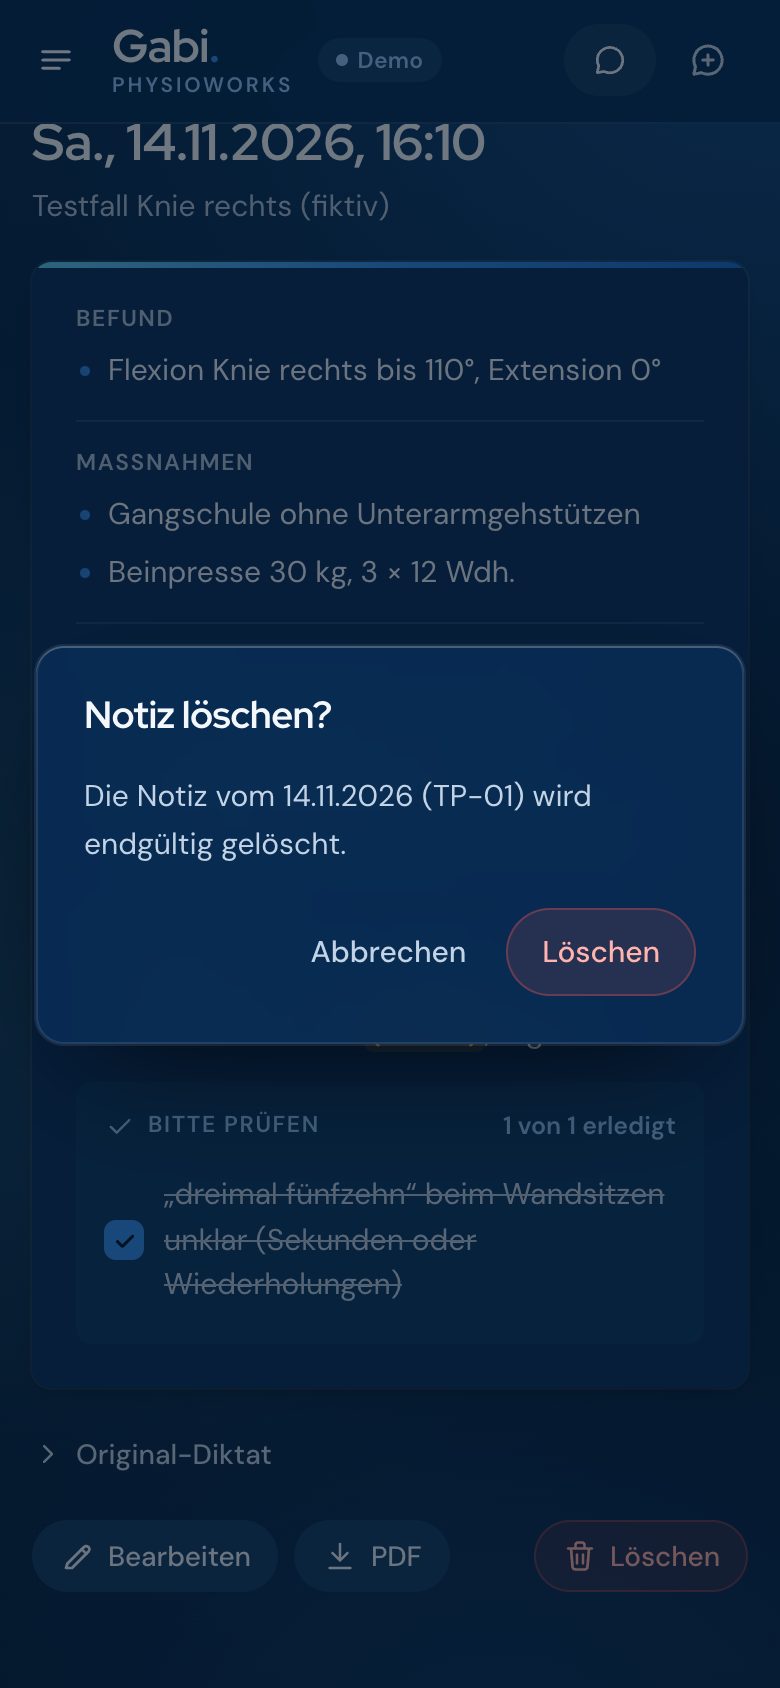 Gabi.
PHYSIOWORKS
Demo
Sa., 14.11.2026, 16:10
Testfall Knie rechts (fiktiv)
BEFUND
Flexion Knie rechts bis 110°, Extension 0°
MASSNAHMEN
Gangschule ohne Unterarmgehstützen
Beinpresse 30 kg, 3 × 12 Wdh.
Notiz löschen?
Die Notiz vom 14.11.2026 (TP-01) wird
endgültig gelöscht.
Abbrechen
Löschen
BITTE PRÜFEN
1 von 1 erledigt
„dreimal fünfzehn“ beim Wandsitzen
unklar (Sekunden oder
Wiederholungen)
Original-Diktat
Bearbeiten
PDF
Löschen